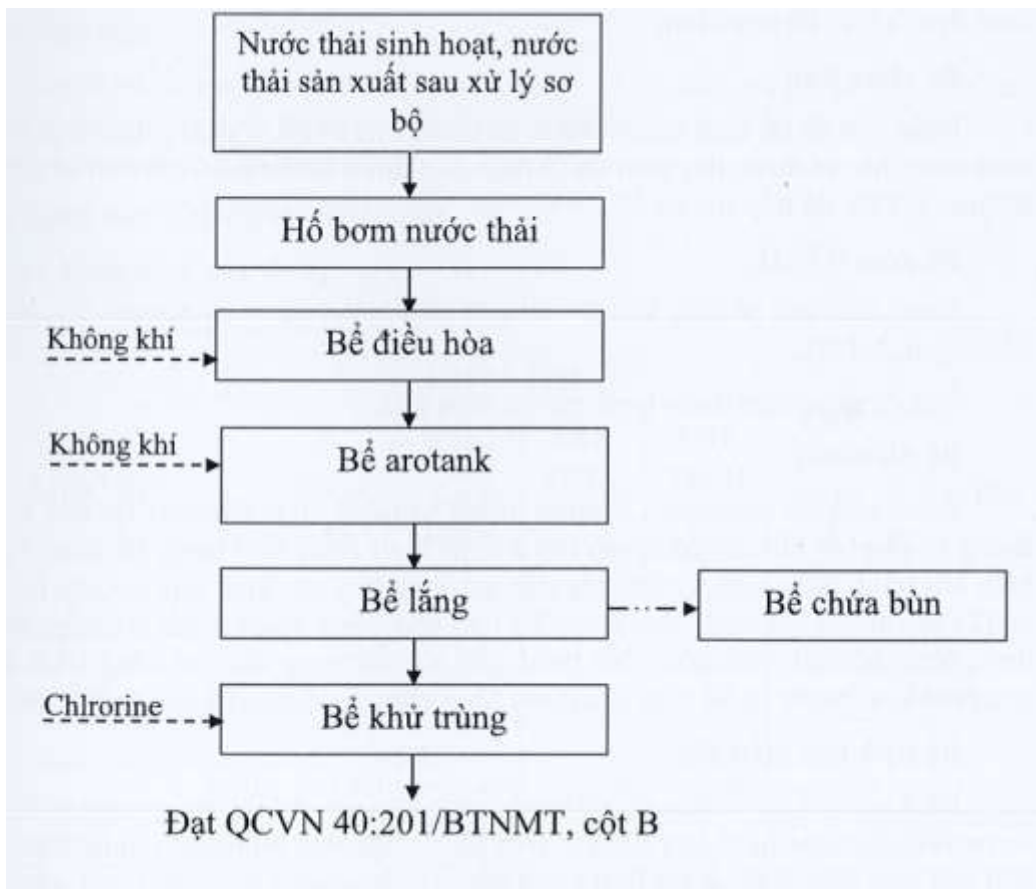 Nước thải sinh hoạt, nước
thải sản xuất sau xử lý sơ
bộ
Hố bơm nước thải
Không khí
Bể điều hòa
Không khí
Bể arotank
Bể lắng
Bể chứa bùn
Chlrorine
Bể khử trùng
Đạt QCVN 40:201/BTNMT, cột B